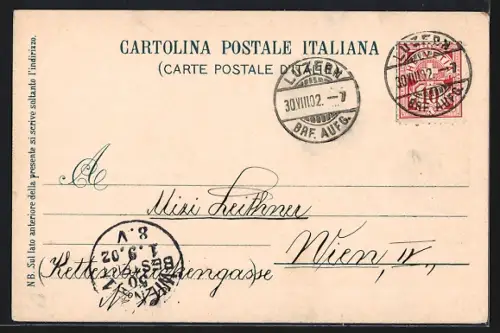 CARTOLINA POSTALE ITALIANA
(CARTE POSTALE D'
LUZERN
30.VIII.02.–7
BRF. AUFG.
LUZERN
30.VIII.02.–7
BRF. AUFG.
NB. Sul lato anteriore della presente si scrive soltanto l'indirizzo.
A
Mizi Leithner
Wien, IV,
1.9.02
8.V